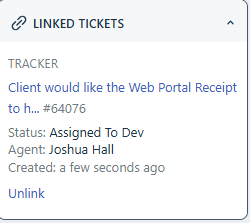 LINKED TICKETS
TRACKER
Client would like the Web Portal Receipt
to h... #64076
Status: Assigned To Dev
Agent: Joshua Hall
Created: a few seconds ago
Unlink